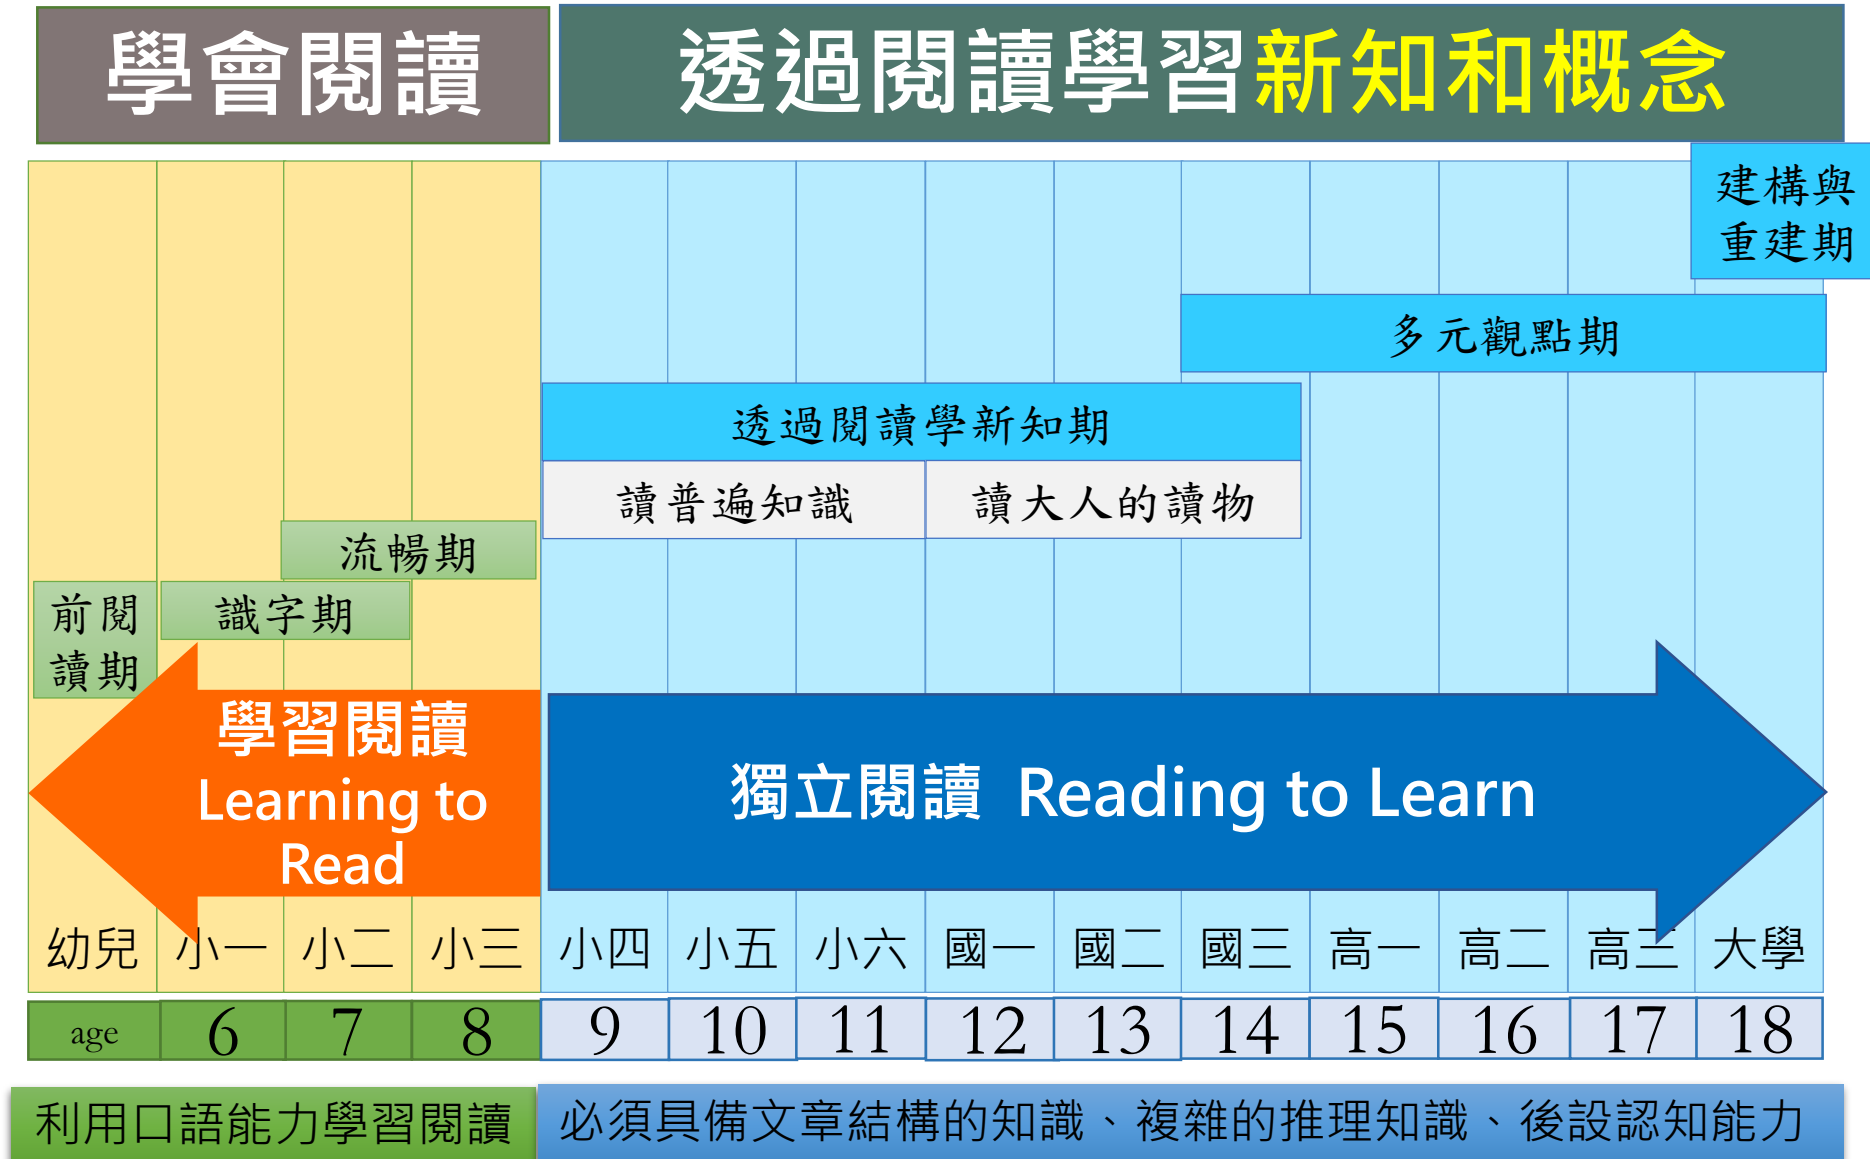 學會閱讀
透過閱讀學習新知和概念
建構與
重建期
多元觀點期
透過閱讀學新知期
讀普遍知識
讀大人的讀物
流暢期
識字期
前閱
讀期
學習閱讀
Learning to
Read
獨立閱讀 Reading to Learn
幼兒 小一 小二 小三 小四 小五 小六 國一 國二 國三 高一 高二 高三 大學
age 6 7 8 9 10 11 12 13 14 15 16 17 18
利用口語能力學習閱讀
必須具備文章結構的知識、複雜的推理知識、後設認知能力